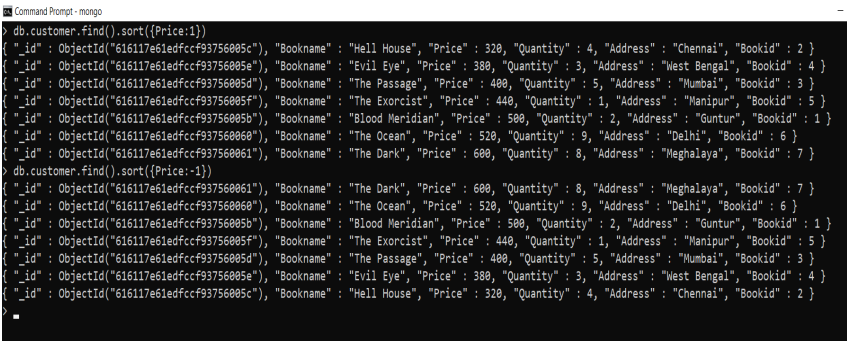 Command Prompt - mongo
> db.customer.find().sort({Price:1})
{ "_id" : ObjectId("616117e61edfccf93756005c"), "Bookname" : "Hell House", "Price" : 320, "Quantity" : 4, "Address" : "Chennai", "Bookid" : 2 }
{ "_id" : ObjectId("616117e61edfccf93756005e"), "Bookname" : "Evil Eye", "Price" : 380, "Quantity" : 3, "Address" : "West Bengal", "Bookid" : 4 }
{ "_id" : ObjectId("616117e61edfccf93756005d"), "Bookname" : "The Passage", "Price" : 400, "Quantity" : 5, "Address" : "Mumbai", "Bookid" : 3 }
{ "_id" : ObjectId("616117e61edfccf93756005f"), "Bookname" : "The Exorcist", "Price" : 440, "Quantity" : 1, "Address" : "Manipur", "Bookid" : 5 }
{ "_id" : ObjectId("616117e61edfccf93756005b"), "Bookname" : "Blood Meridian", "Price" : 500, "Quantity" : 2, "Address" : "Guntur", "Bookid" : 1 }
{ "_id" : ObjectId("616117e61edfccf937560060"), "Bookname" : "The Ocean", "Price" : 520, "Quantity" : 9, "Address" : "Delhi", "Bookid" : 6 }
{ "_id" : ObjectId("616117e61edfccf937560061"), "Bookname" : "The Dark", "Price" : 600, "Quantity" : 8, "Address" : "Meghalaya", "Bookid" : 7 }
> db.customer.find().sort({Price:-1})
{ "_id" : ObjectId("616117e61edfccf937560061"), "Bookname" : "The Dark", "Price" : 600, "Quantity" : 8, "Address" : "Meghalaya", "Bookid" : 7 }
{ "_id" : ObjectId("616117e61edfccf937560060"), "Bookname" : "The Ocean", "Price" : 520, "Quantity" : 9, "Address" : "Delhi", "Bookid" : 6 }
{ "_id" : ObjectId("616117e61edfccf93756005b"), "Bookname" : "Blood Meridian", "Price" : 500, "Quantity" : 2, "Address" : "Guntur", "Bookid" : 1 }
{ "_id" : ObjectId("616117e61edfccf93756005f"), "Bookname" : "The Exorcist", "Price" : 440, "Quantity" : 1, "Address" : "Manipur", "Bookid" : 5 }
{ "_id" : ObjectId("616117e61edfccf93756005d"), "Bookname" : "The Passage", "Price" : 400, "Quantity" : 5, "Address" : "Mumbai", "Bookid" : 3 }
{ "_id" : ObjectId("616117e61edfccf93756005e"), "Bookname" : "Evil Eye", "Price" : 380, "Quantity" : 3, "Address" : "West Bengal", "Bookid" : 4 }
{ "_id" : ObjectId("616117e61edfccf93756005c"), "Bookname" : "Hell House", "Price" : 320, "Quantity" : 4, "Address" : "Chennai", "Bookid" : 2 }
>